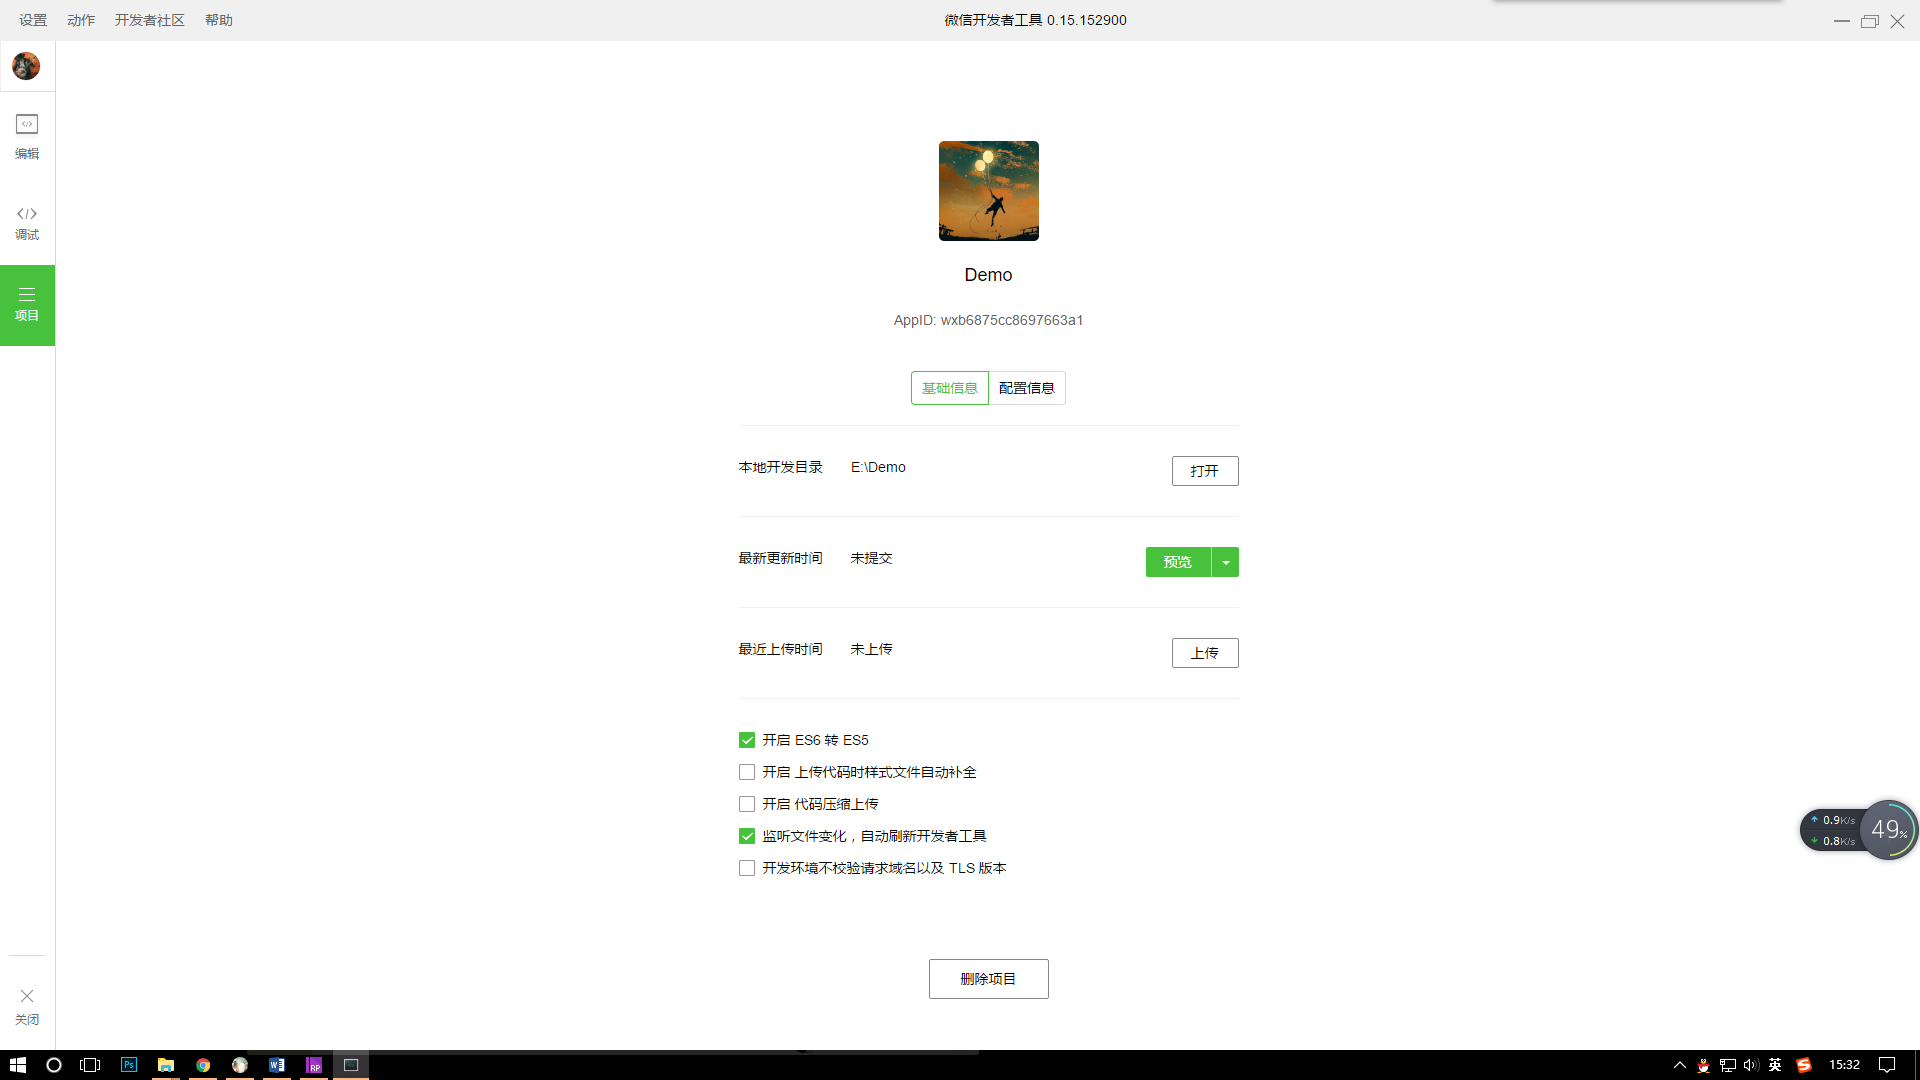 设置 动作 开发者社区 帮助 微信开发者工具 0.15.152900
编辑
调试
项目
Demo
AppID: wxb6875cc8697663a1
基础信息 配置信息
本地开发目录 E:\Demo 打开
最新更新时间 未提交 预览
最近上传时间 未上传 上传
开启 ES6 转 ES5
开启 上传代码时样式文件自动补全
开启 代码压缩上传
监听文件变化，自动刷新开发者工具
开发环境不校验请求域名以及 TLS 版本
0.9K/s
0.8K/s
49%
删除项目
关闭
Ps
W
RP
英
S
15:32